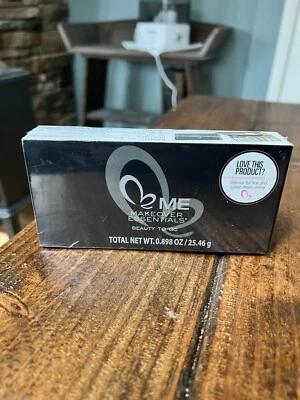 ME
MAKEOVER
ESSENTIALS®
BEAUTY TO GO
TOTAL NET WT. 0.898 OZ / 25.46 g
LOVE THIS
PRODUCT?